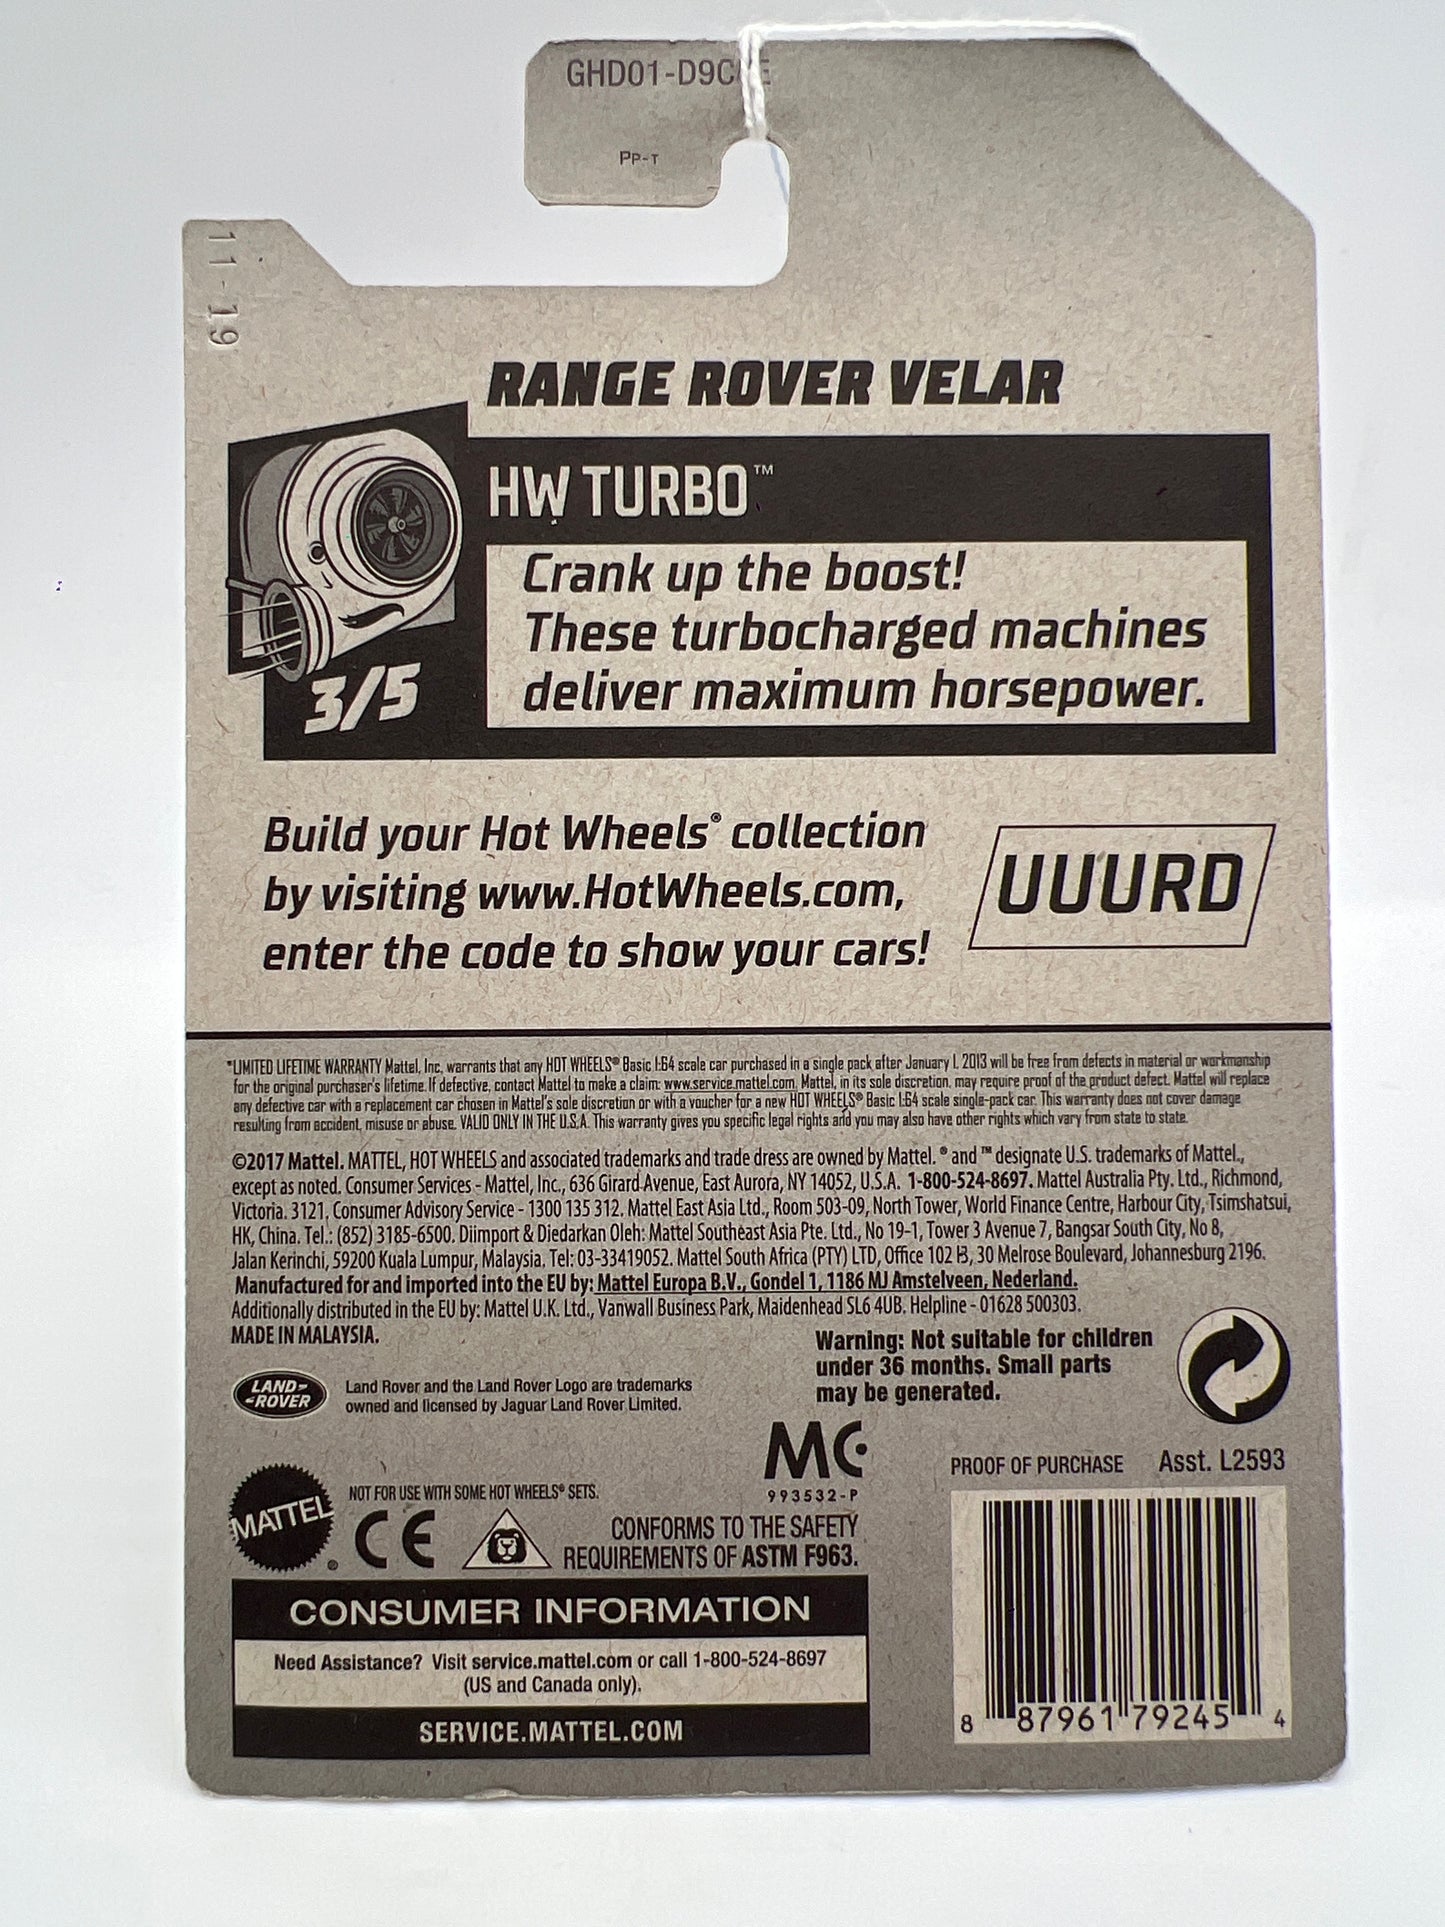 GHD01-D9C
PP-T
11-19
RANGE ROVER VELAR
HW TURBO™
Crank up the boost!
These turbocharged machines
deliver maximum horsepower.
3/5
Build your Hot Wheels® collection
by visiting www.HotWheels.com,
enter the code to show your cars!
UUURD
*LIMITED LIFETIME WARRANTY Mattel, Inc. warrants that any HOT WHEELS® Basic 1:64 scale car purchased in a single pack after January 1, 2013 will be free from defects in material or workmanship
for the original purchaser's lifetime. If defective, contact Mattel to make a claim: www.service.mattel.com. Mattel, in its sole discretion, may require proof of the product defect. Mattel will replace
any defective car with a replacement car chosen in Mattel's sole discretion or with a voucher for a new HOT WHEELS® Basic 1:64 scale single-pack car. This warranty does not cover damage
resulting from accident, misuse or abuse. VALID ONLY IN THE U.S.A. This warranty gives you specific legal rights and you may also have other rights which vary from state to state.
©2017 Mattel. MATTEL, HOT WHEELS and associated trademarks and trade dress are owned by Mattel. ® and ™ designate U.S. trademarks of Mattel.,
except as noted. Consumer Services - Mattel, Inc., 636 Girard Avenue, East Aurora, NY 14052, U.S.A. 1-800-524-8697. Mattel Australia Pty. Ltd., Richmond,
Victoria. 3121, Consumer Advisory Service - 1300 135 312. Mattel East Asia Ltd., Room 503-09, North Tower, World Finance Centre, Harbour City, Tsimshatsui,
HK, China. Tel.: (852) 3185-6500. Diimport & Diedarkan Oleh: Mattel Southeast Asia Pte. Ltd., No 19-1, Tower 3 Avenue 7, Bangsar South City, No 8,
Jalan Kerinchi, 59200 Kuala Lumpur, Malaysia. Tel: 03-33419052. Mattel South Africa (PTY) LTD, Office 102 I3, 30 Melrose Boulevard, Johannesburg 2196.
Manufactured for and imported into the EU by: Mattel Europa B.V., Gondel 1, 1186 MJ Amstelveen, Nederland.
Additionally distributed in the EU by: Mattel U.K. Ltd., Vanwall Business Park, Maidenhead SL6 4UB. Helpline - 01628 500303.
MADE IN MALAYSIA.
Warning: Not suitable for children
under 36 months. Small parts
may be generated.
LAND-
-ROVER
Land Rover and the Land Rover Logo are trademarks
owned and licensed by Jaguar Land Rover Limited.
MC
993532-P
PROOF OF PURCHASE Asst. L2593
MATTEL®
NOT FOR USE WITH SOME HOT WHEELS® SETS.
CE
CONFORMS TO THE SAFETY
REQUIREMENTS OF ASTM F963.
CONSUMER INFORMATION
Need Assistance? Visit service.mattel.com or call 1-800-524-8697
(US and Canada only).
SERVICE.MATTEL.COM
8 87961 79245 4